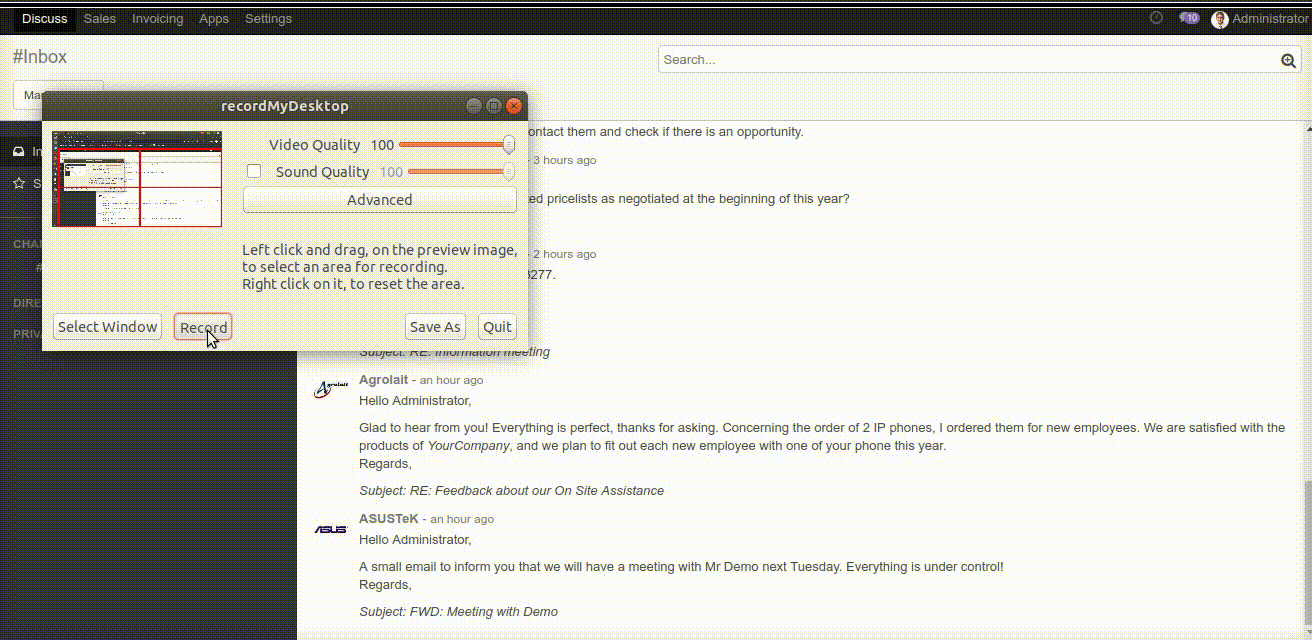 Discuss Sales Invoicing Apps Settings 10 Administrator
#Inbox
Search...
Mar
recordMyDesktop
Video Quality 100
Sound Quality 100
Advanced
Left click and drag, on the preview image,
to select an area for recording.
Right click on it, to reset the area.
Select Window Record Save As Quit
In
S
CHAN
#
DIRE
PRIVA
ontact them and check if there is an opportunity.
- 3 hours ago
ed pricelists as negotiated at the beginning of this year?
- 2 hours ago
3277.
Subject: RE: Information meeting
Agrolait
Agrolait - an hour ago
Hello Administrator,
Glad to hear from you! Everything is perfect, thanks for asking. Concerning the order of 2 IP phones, I ordered them for new employees. We are satisfied with the
products of YourCompany, and we plan to fit out each new employee with one of your phone this year.
Regards,
Subject: RE: Feedback about our On Site Assistance
ASUS
ASUSTeK - an hour ago
Hello Administrator,
A small email to inform you that we will have a meeting with Mr Demo next Tuesday. Everything is under control!
Regards,
Subject: FWD: Meeting with Demo